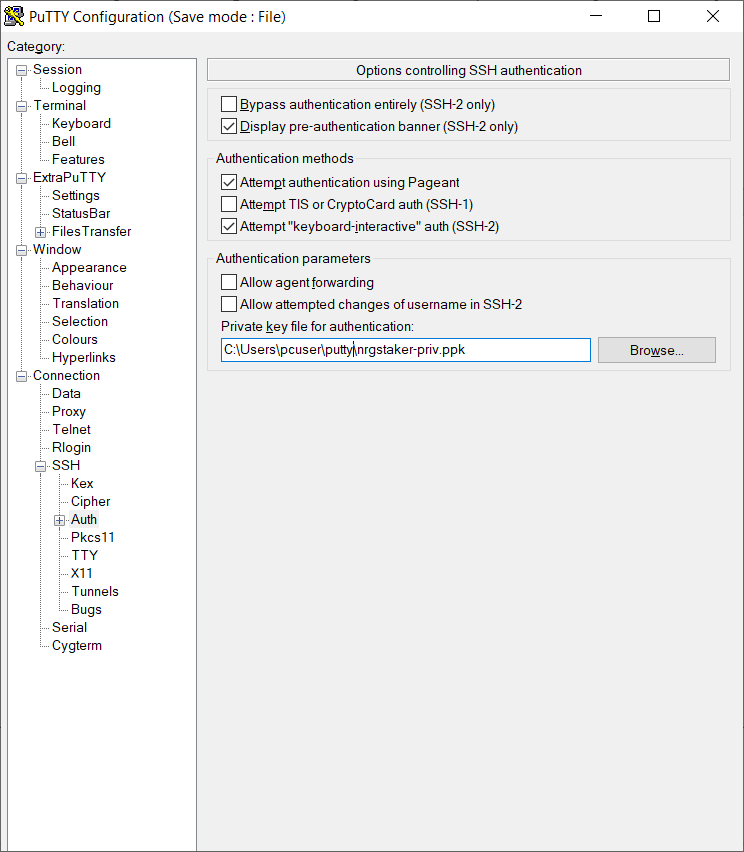 PuTTY Configuration (Save mode : File)
Category:
Session
Logging
Terminal
Keyboard
Bell
Features
ExtraPuTTY
Settings
StatusBar
FilesTransfer
Window
Appearance
Behaviour
Translation
Selection
Colours
Hyperlinks
Connection
Data
Proxy
Telnet
Rlogin
SSH
Kex
Cipher
Auth
Pkcs11
TTY
X11
Tunnels
Bugs
Serial
Cygterm
Options controlling SSH authentication
Bypass authentication entirely (SSH-2 only)
Display pre-authentication banner (SSH-2 only)
Authentication methods
Attempt authentication using Pageant
Attempt TIS or CryptoCard auth (SSH-1)
Attempt "keyboard-interactive" auth (SSH-2)
Authentication parameters
Allow agent forwarding
Allow attempted changes of username in SSH-2
Private key file for authentication:
C:\Users\pcuser\putty\nrgstaker-priv.ppk
Browse...